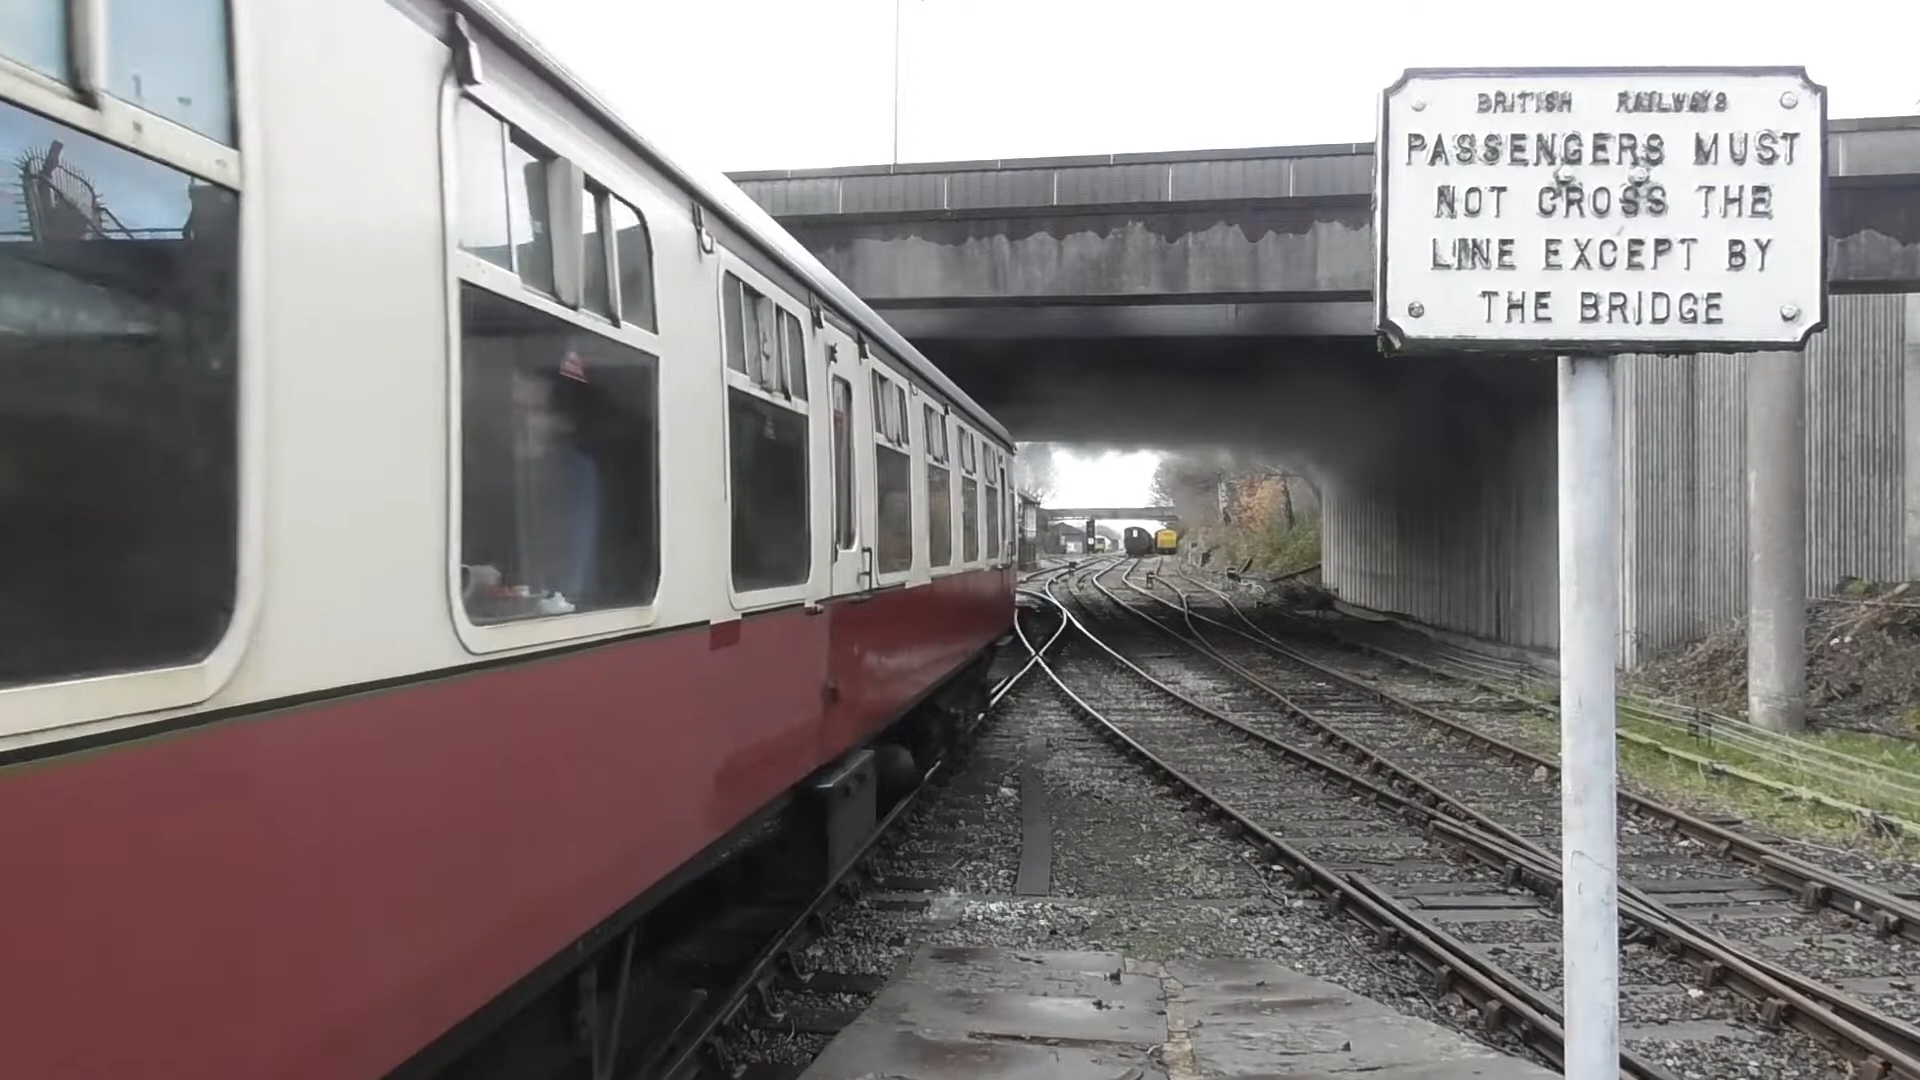 BRITISH RAILWAYS
PASSENGERS MUST
NOT CROSS THE
LINE EXCEPT BY
THE BRIDGE